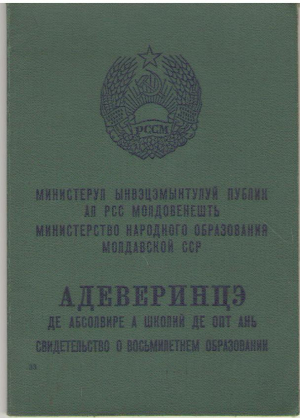 РССМ
МИНИСТЕРУЛ ЫНВЭЦЭМЫНТУЛУЙ ПУБЛИК
АЛ РСС МОЛДОВЕНЕШТЬ
МИНИСТЕРСТВО НАРОДНОГО ОБРАЗОВАНИЯ
МОЛДАВСКОЙ ССР
АДЕВЕРИНЦЭ
ДЕ АБСОЛВИРЕ А ШКОЛИЙ ДЕ ОПТ АНЬ
СВИДЕТЕЛЬСТВО О ВОСЬМИЛЕТНЕМ ОБРАЗОВАНИИ